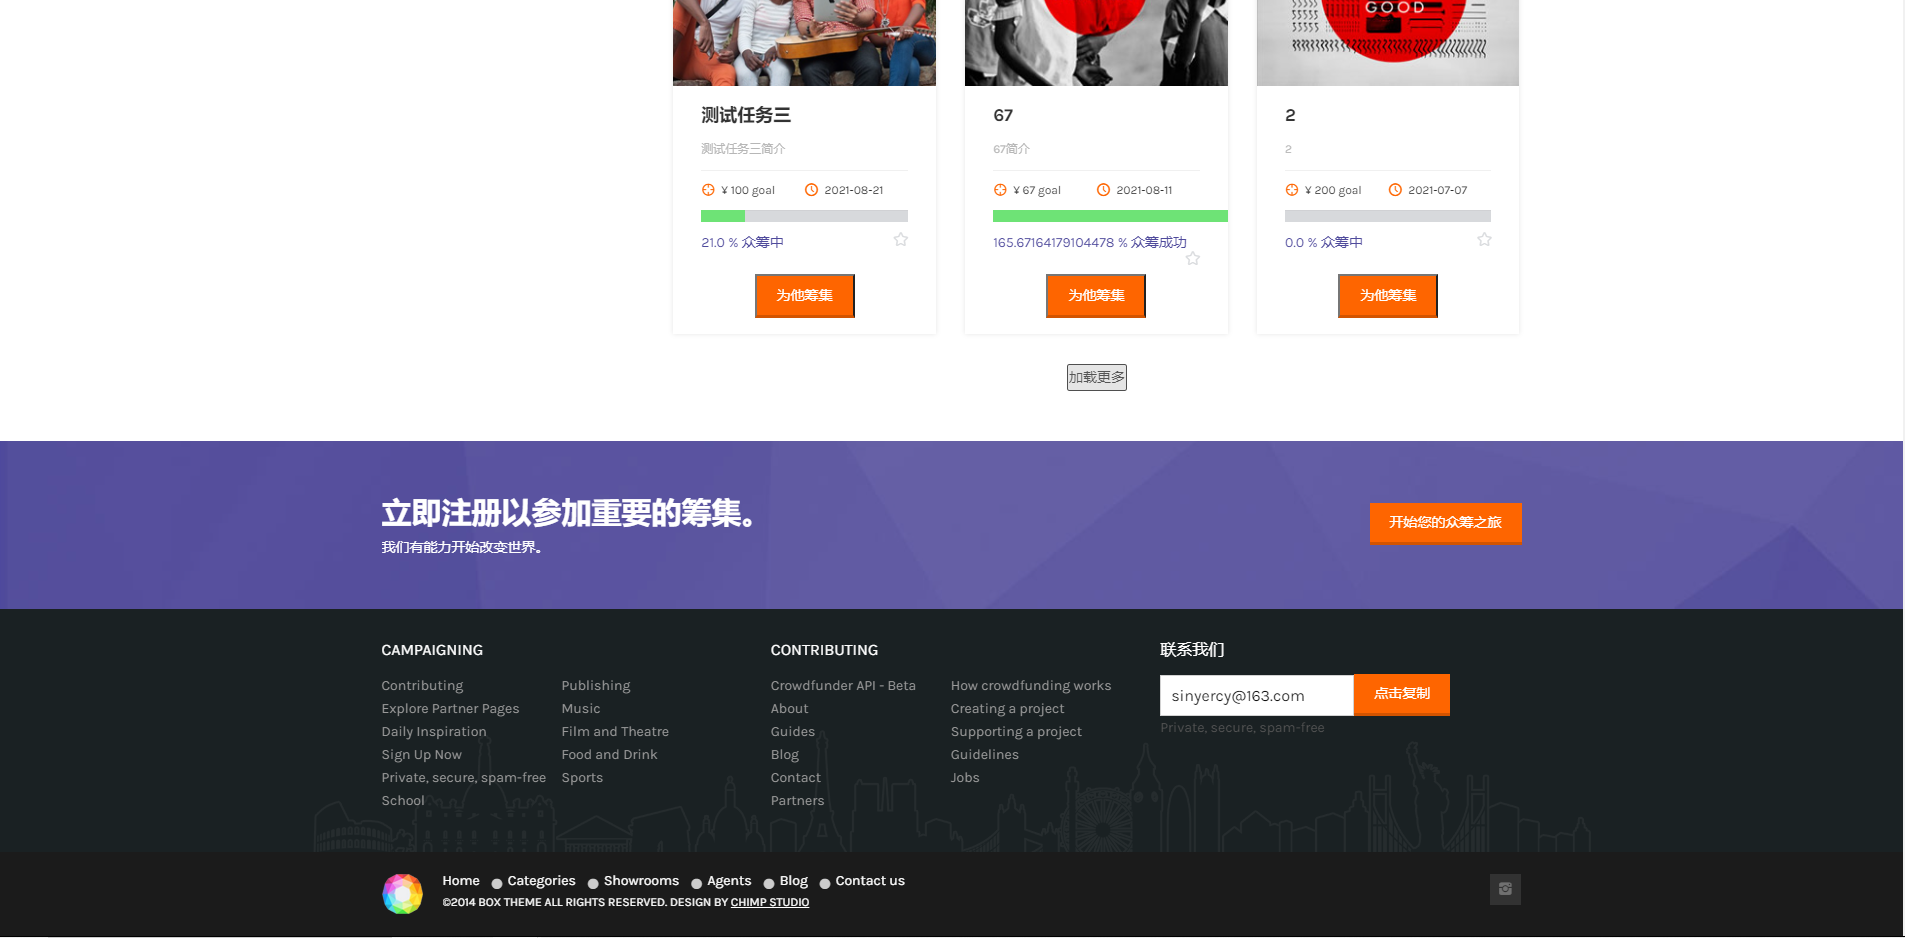 GOOD
测试任务三
测试任务三简介
¥ 100 goal 2021-08-21
21.0 % 众筹中
为他筹集
67
67简介
¥ 67 goal 2021-08-11
165.67164179104478 % 众筹成功
为他筹集
2
2
¥ 200 goal 2021-07-07
0.0 % 众筹中
为他筹集
加载更多
立即注册以参加重要的筹集。
我们有能力开始改变世界。
开始您的众筹之旅
CAMPAIGNING
Contributing
Explore Partner Pages
Daily Inspiration
Sign Up Now
Private, secure, spam-free
School
Publishing
Music
Film and Theatre
Food and Drink
Sports
CONTRIBUTING
Crowdfunder API - Beta
About
Guides
Blog
Contact
Partners
How crowdfunding works
Creating a project
Supporting a project
Guidelines
Jobs
联系我们
sinyercy@163.com 点击复制
Private, secure, spam-free
Home Categories Showrooms Agents Blog Contact us
©2014 BOX THEME ALL RIGHTS RESERVED. DESIGN BY CHIMP STUDIO